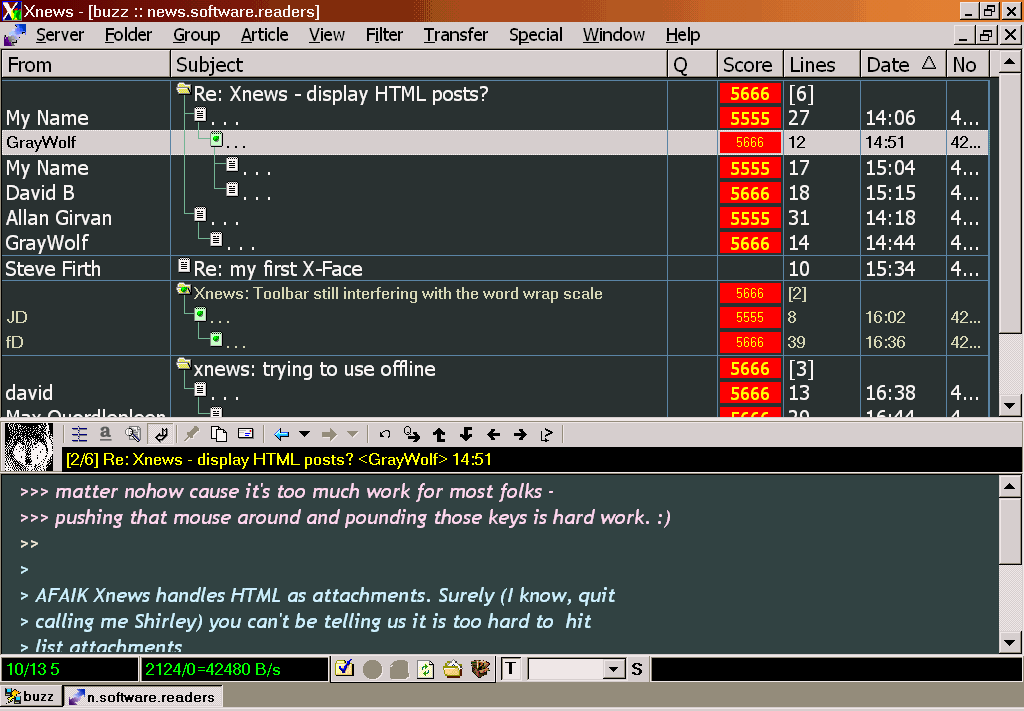 Xnews - [buzz :: news.software.readers]
Server Folder Group Article View Filter Transfer Special Window Help
From Subject Q Score Lines Date No
Re: Xnews - display HTML posts? 5666 [6]
My Name ... 5555 27 14:06 4...
GrayWolf ... 5666 12 14:51 42...
My Name ... 5555 17 15:04 4...
David B ... 5666 18 15:15 4...
Allan Girvan ... 5555 31 14:18 4...
GrayWolf ... 5666 14 14:44 4...
Steve Firth Re: my first X-Face 10 15:34 4...
Xnews: Toolbar still interfering with the word wrap scale 5666 [2]
JD ... 5555 8 16:02 42...
fD ... 5666 39 16:36 42...
xnews: trying to use offline 5666 [3]
david ... 5666 13 16:38 4...
[2/6] Re: Xnews - display HTML posts? <GrayWolf> 14:51
>>> matter nohow cause it's too much work for most folks -
>>> pushing that mouse around and pounding those keys is hard work. :)
>>
>
> AFAIK Xnews handles HTML as attachments. Surely (I know, quit
> calling me Shirley) you can't be telling us it is too hard to hit
> list attachments
10/13 5 2124/0=42480 B/s T S
buzz n.software.readers